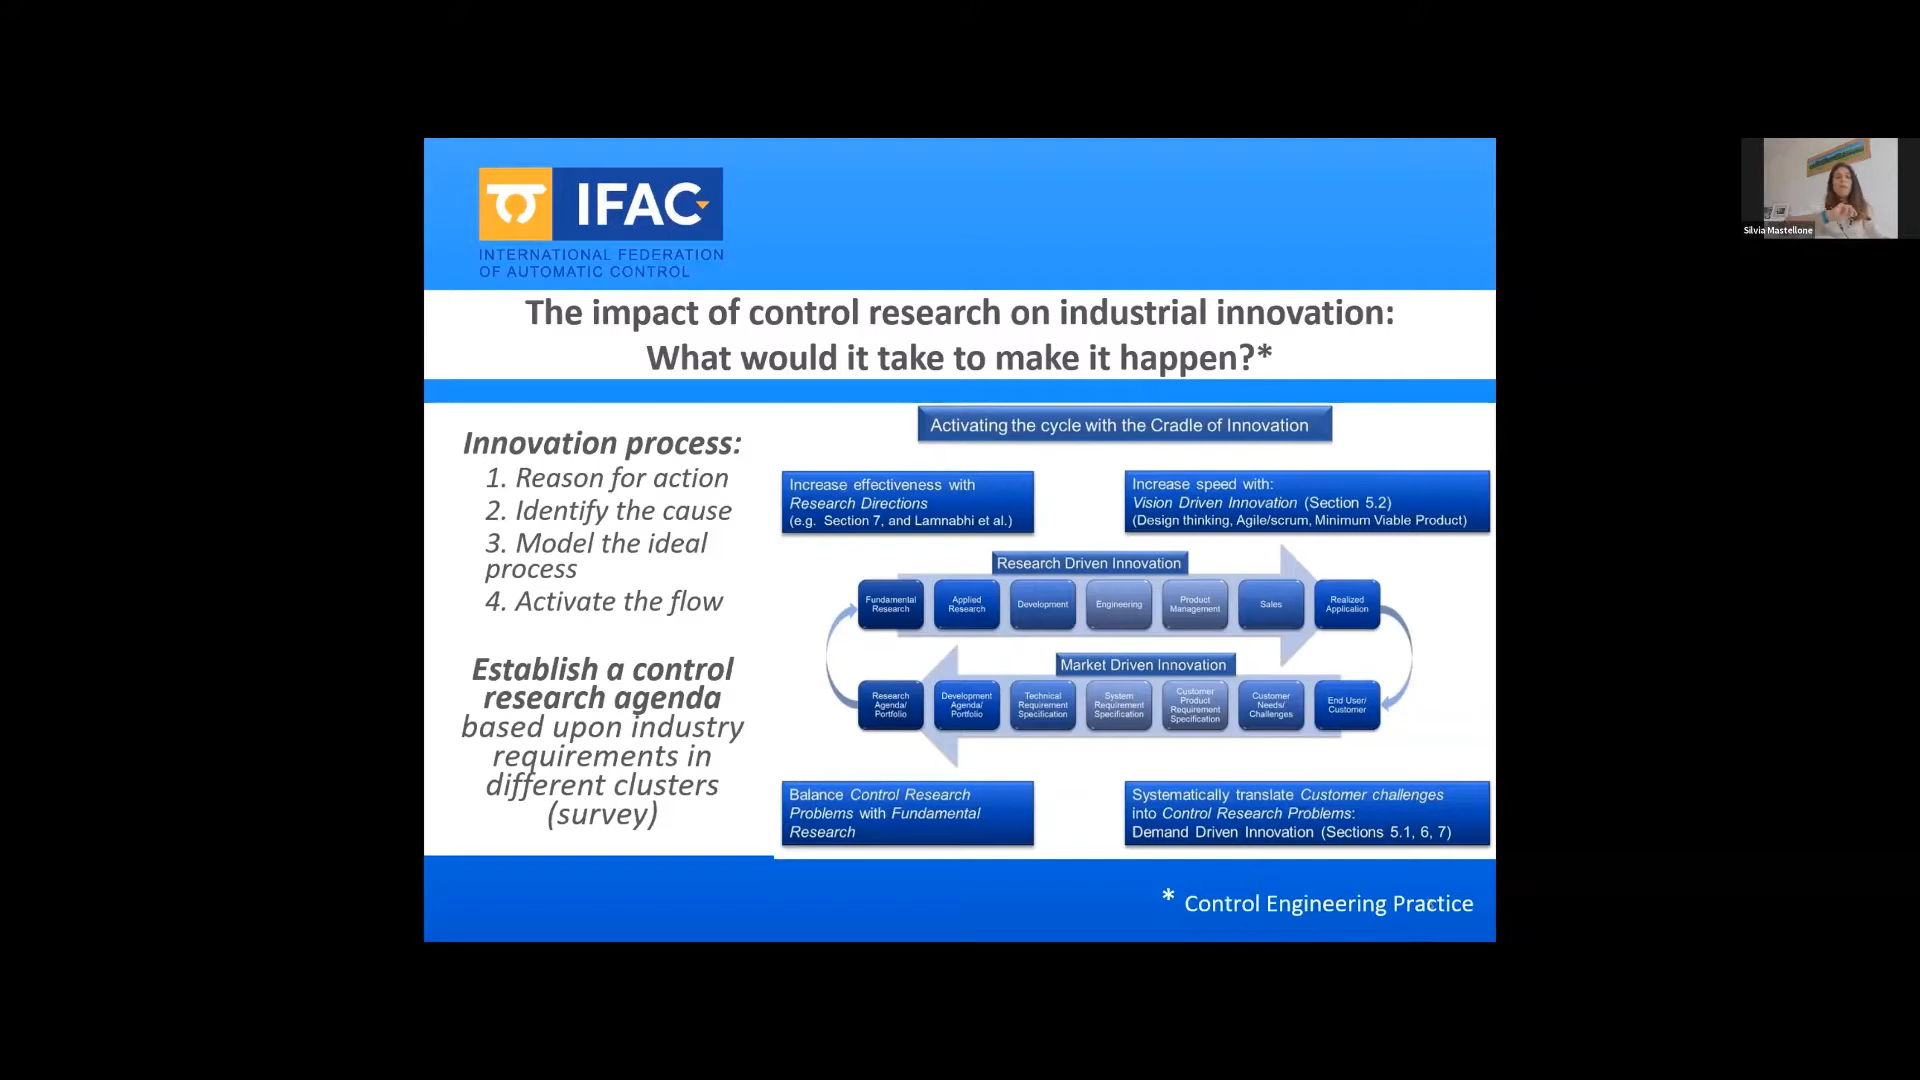 IFAC
INTERNATIONAL FEDERATION
OF AUTOMATIC CONTROL
Silvia Mastellone
The impact of control research on industrial innovation:
What would it take to make it happen?*
Innovation process:
1. Reason for action
2. Identify the cause
3. Model the ideal
process
4. Activate the flow
Establish a control
research agenda
based upon industry
requirements in
different clusters
(survey)
Activating the cycle with the Cradle of Innovation
Increase effectiveness with
Research Directions
(e.g. Section 7, and Lamnabhi et al.)
Increase speed with:
Vision Driven Innovation (Section 5.2)
(Design thinking, Agile/scrum, Minimum Viable Product)
Research Driven Innovation
Fundamental
Research
Applied
Research
Development
Engineering
Product
Management
Sales
Realized
Application
Market Driven Innovation
Research
Agenda/
Portfolio
Development
Agenda/
Portfolio
Technical
Requirement
Specification
System
Requirement
Specification
Customer
Product
Requirement
Specification
Customer
Needs/
Challenges
End User/
Customer
Balance Control Research
Problems with Fundamental
Research
Systematically translate Customer challenges
into Control Research Problems:
Demand Driven Innovation (Sections 5.1, 6, 7)
* Control Engineering Practice